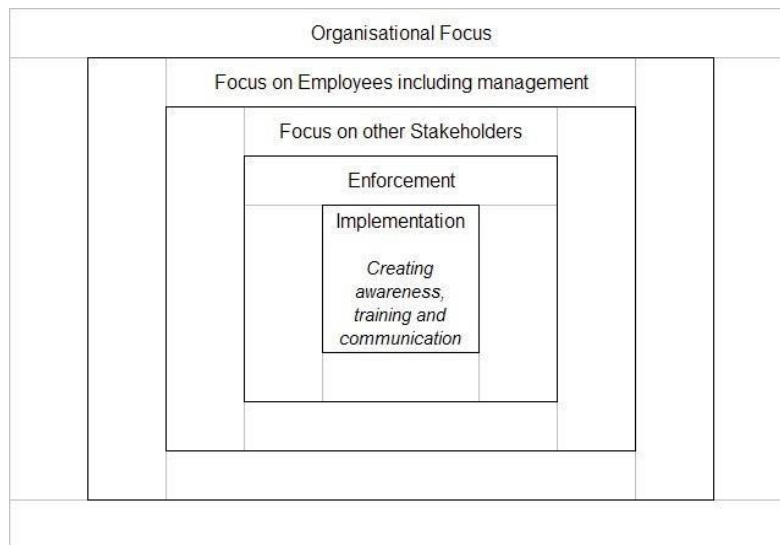 Organisational Focus
Focus on Employees including management
Focus on other Stakeholders
Enforcement
Implementation
Creating
awareness,
training and
communication